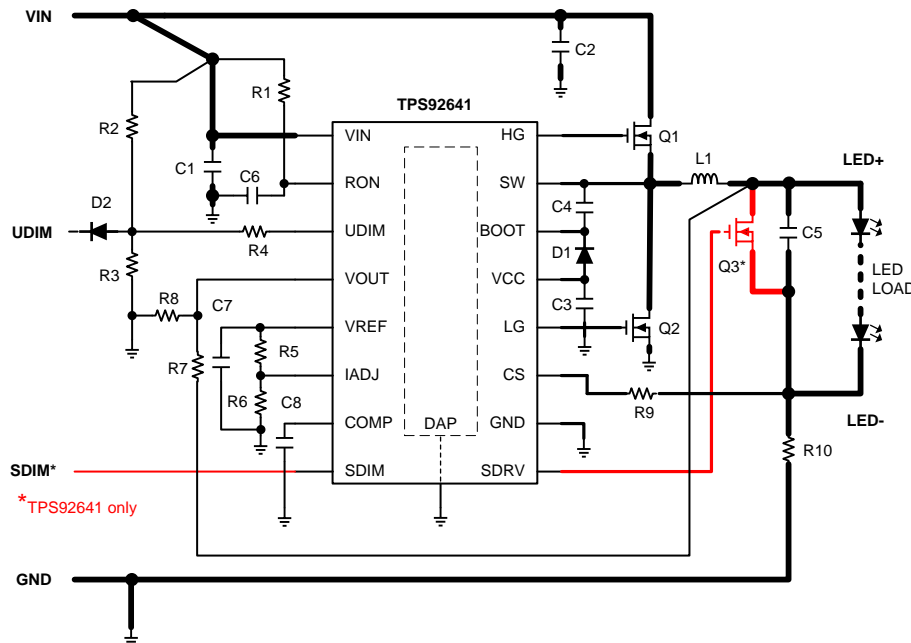 VIN
C2
R1
TPS92641
R2
VIN
HG
Q1
L1
LED+
C1
C6
RON
SW
C4
D2
UDIM
R4
UDIM
BOOT
D1
Q3*
C5
LED
LOAD
R3
VOUT
VCC
R8
C7
C3
VREF
LG
Q2
R7
R5
IADJ
CS
R6
C8
R9
COMP
DAP
GND
LED-
R10
SDIM*
SDIM
SDRV
*TPS92641 only
GND